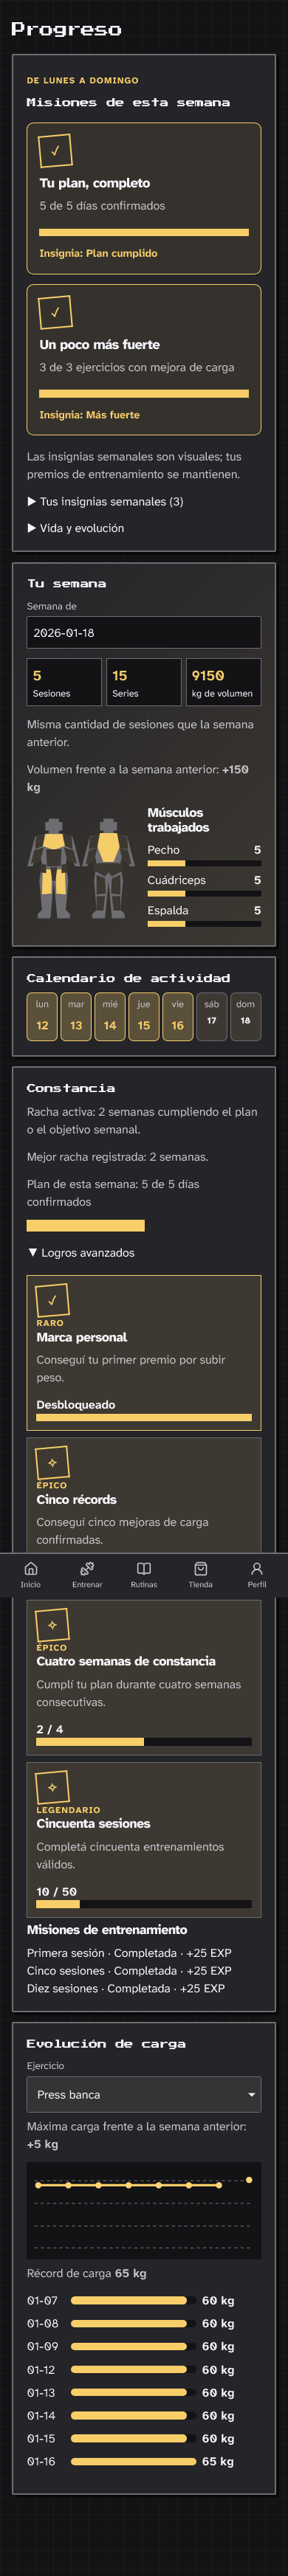 Progreso
DE LUNES A DOMINGO
Misiones de esta semana
✓
Tu plan, completo
5 de 5 días confirmados
Insignia: Plan cumplido
✓
Un poco más fuerte
3 de 3 ejercicios con mejora de carga
Insignia: Más fuerte
Las insignias semanales son visuales; tus
premios de entrenamiento se mantienen.
▶ Tus insignias semanales (3)
▶ Vida y evolución
Tu semana
Semana de
2026-01-18
5 15 9150
Sesiones Series kg de volumen
Misma cantidad de sesiones que la semana
anterior.
Volumen frente a la semana anterior: +150
kg
Músculos
trabajados
Pecho 5
Cuádriceps 5
Espalda 5
Calendario de actividad
lun mar mié jue vie sáb dom
12 13 14 15 16 17 18
Constancia
Racha activa: 2 semanas cumpliendo el plan
o el objetivo semanal.
Mejor racha registrada: 2 semanas.
Plan de esta semana: 5 de 5 días
confirmados
▼ Logros avanzados
✓
RARO
Marca personal
Conseguí tu primer premio por subir
peso.
Desbloqueado
✧
ÉPICO
Cinco récords
Conseguí cinco mejoras de carga
confirmadas.
Inicio Entrenar Rutinas Tienda Perfil
✧
ÉPICO
Cuatro semanas de constancia
Cumplí tu plan durante cuatro semanas
consecutivas.
2 / 4
✧
LEGENDARIO
Cincuenta sesiones
Completá cincuenta entrenamientos
válidos.
10 / 50
Misiones de entrenamiento
Primera sesión · Completada · +25 EXP
Cinco sesiones · Completada · +25 EXP
Diez sesiones · Completada · +25 EXP
Evolución de carga
Ejercicio
Press banca
Máxima carga frente a la semana anterior:
+5 kg
Récord de carga 65 kg
01-07 60 kg
01-08 60 kg
01-09 60 kg
01-12 60 kg
01-13 60 kg
01-14 60 kg
01-15 60 kg
01-16 65 kg